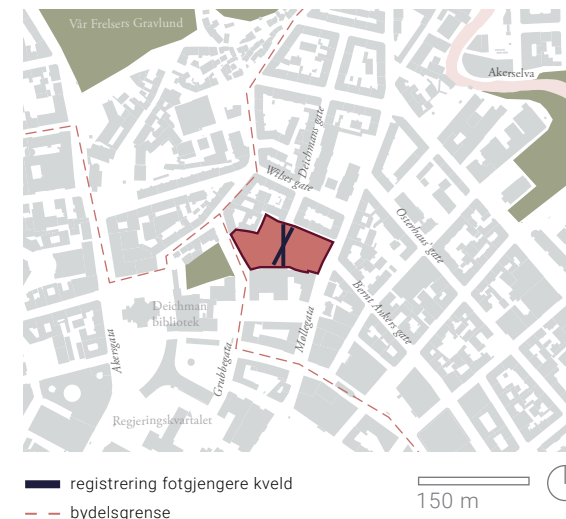 Vår Frelsers Gravlund
Akerselva
Deichmans gate
Wilses gate
Osterhaus' gate
Deichman
bibliotek
Bernt Ankers gate
Møllegata
Akersgata
Grubbegata
Regjeringskvartalet
registrering fotgjengere kveld
bydelsgrense
150 m